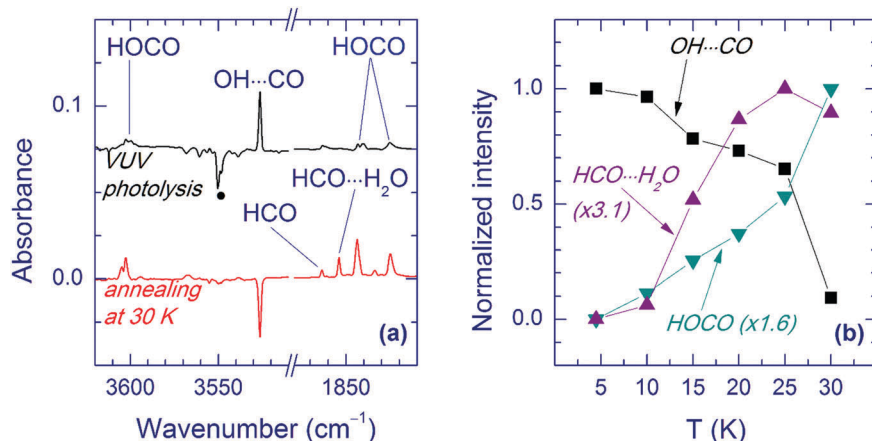 HOCO
HOCO
OH···CO
0.1
VUV
photolysis
HCO···H₂O
HCO
0.0
annealing
at 30 K
(a)
3600
3550
1850
Absorbance
Wavenumber (cm⁻¹)
OH···CO
1.0
HCO···H₂O
(x3.1)
0.5
HOCO (x1.6)
0.0
(b)
5
10
15
20
25
30
Normalized intensity
T (K)